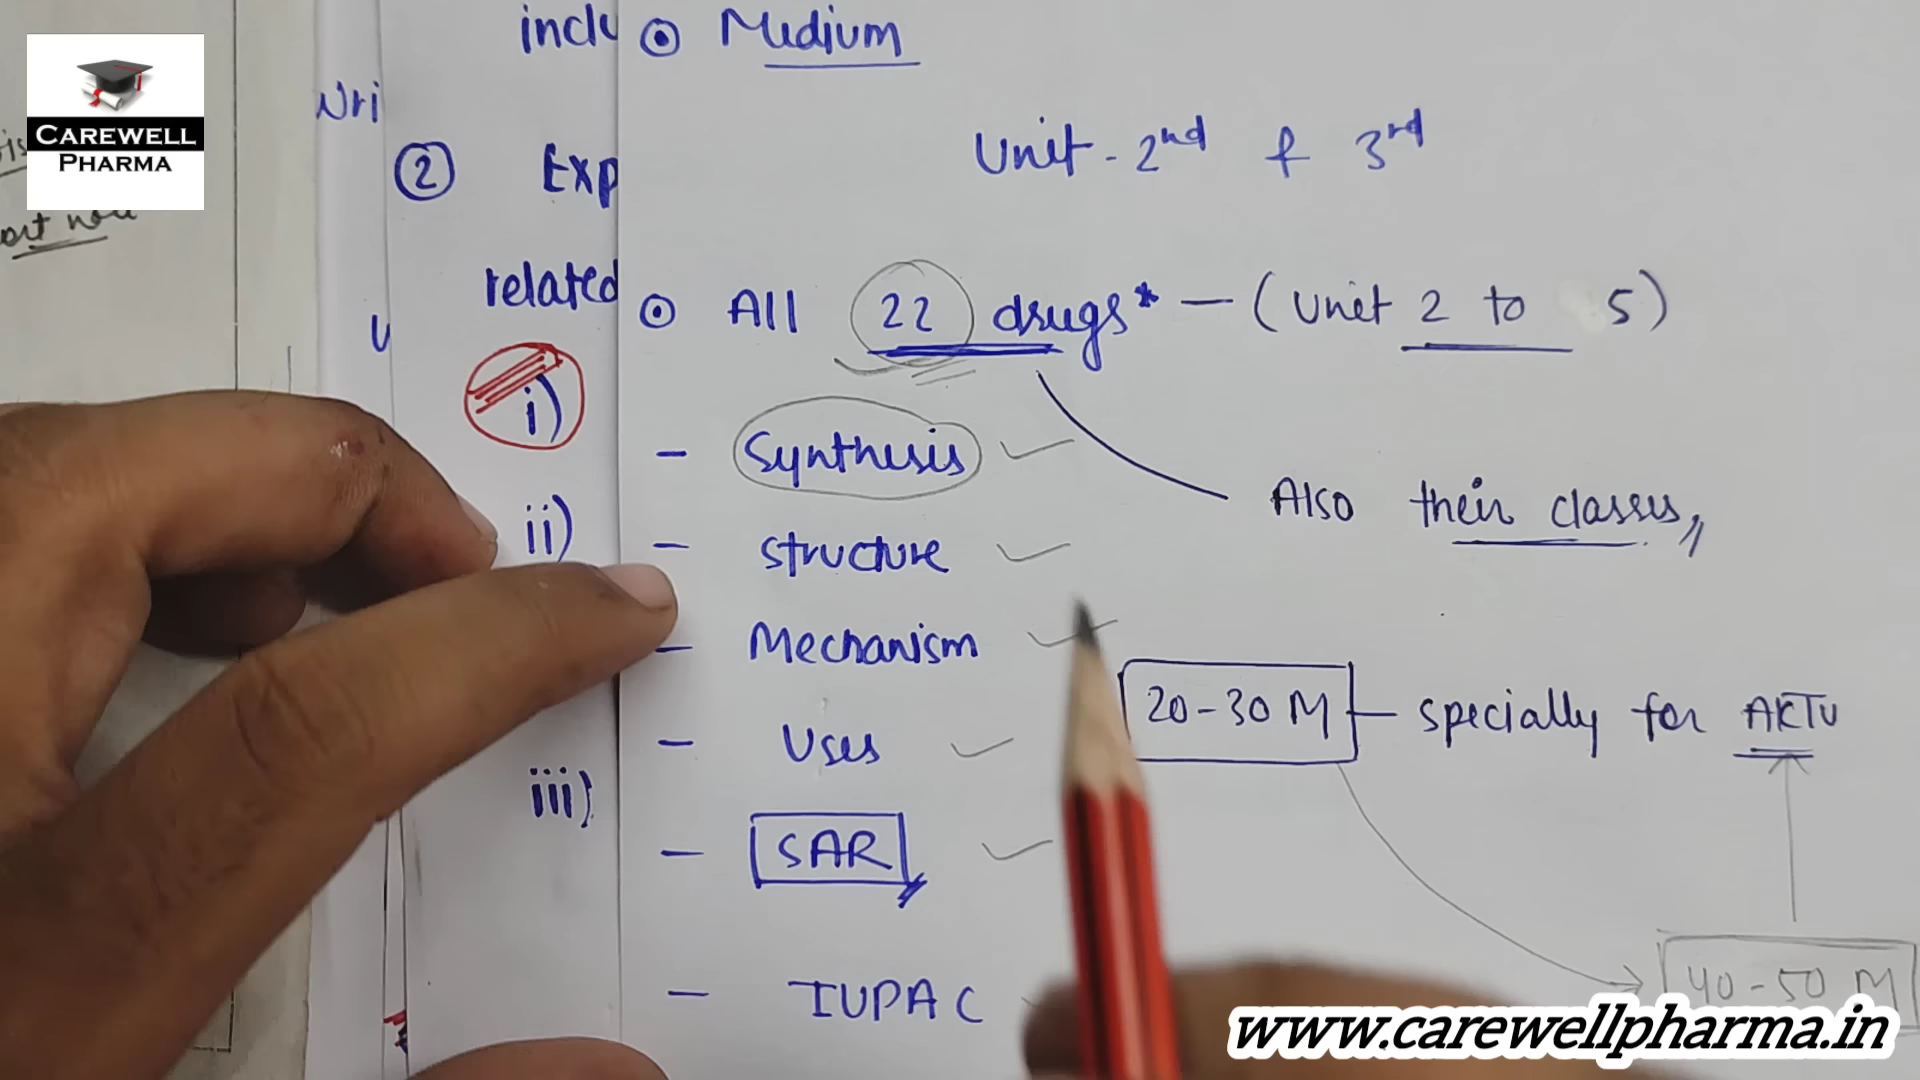 CAREWELL
PHARMA
Wri
inclu
2 Exp
related
i)
ii)
iii)
Medium
Unit - 2nd & 3rd
All 22 drugs* — (Unit 2 to 5)
Also their classes,,
- Synthesis
- Structure
- Mechanism
- Uses
- SAR
- IUPAC
20-30 M — specially for AKTU
40-50 M
www.carewellpharma.in